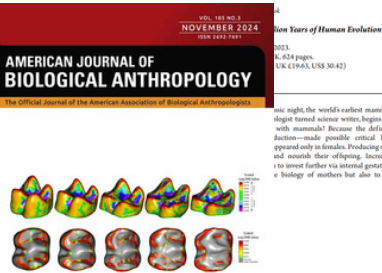 VOL. 185 NO.3
NOVEMBER 2024
ISSN 2692-7691
AMERICAN JOURNAL OF
BIOLOGICAL ANTHROPOLOGY
The Official Journal of the American Association of Biological Anthropologists
lion Years of Human Evolution
2023.
K. 624 pages.
UK (£19.63, US$ 30.42)
nic night, the world's earliest mam
ologist turned science writer, begins
with mammals? Because the defi
duction—made possible critical
ppeared only in females. Producing
and nourish their offspring. Incre
n to invest further via internal gestat
e biology of mothers but also to